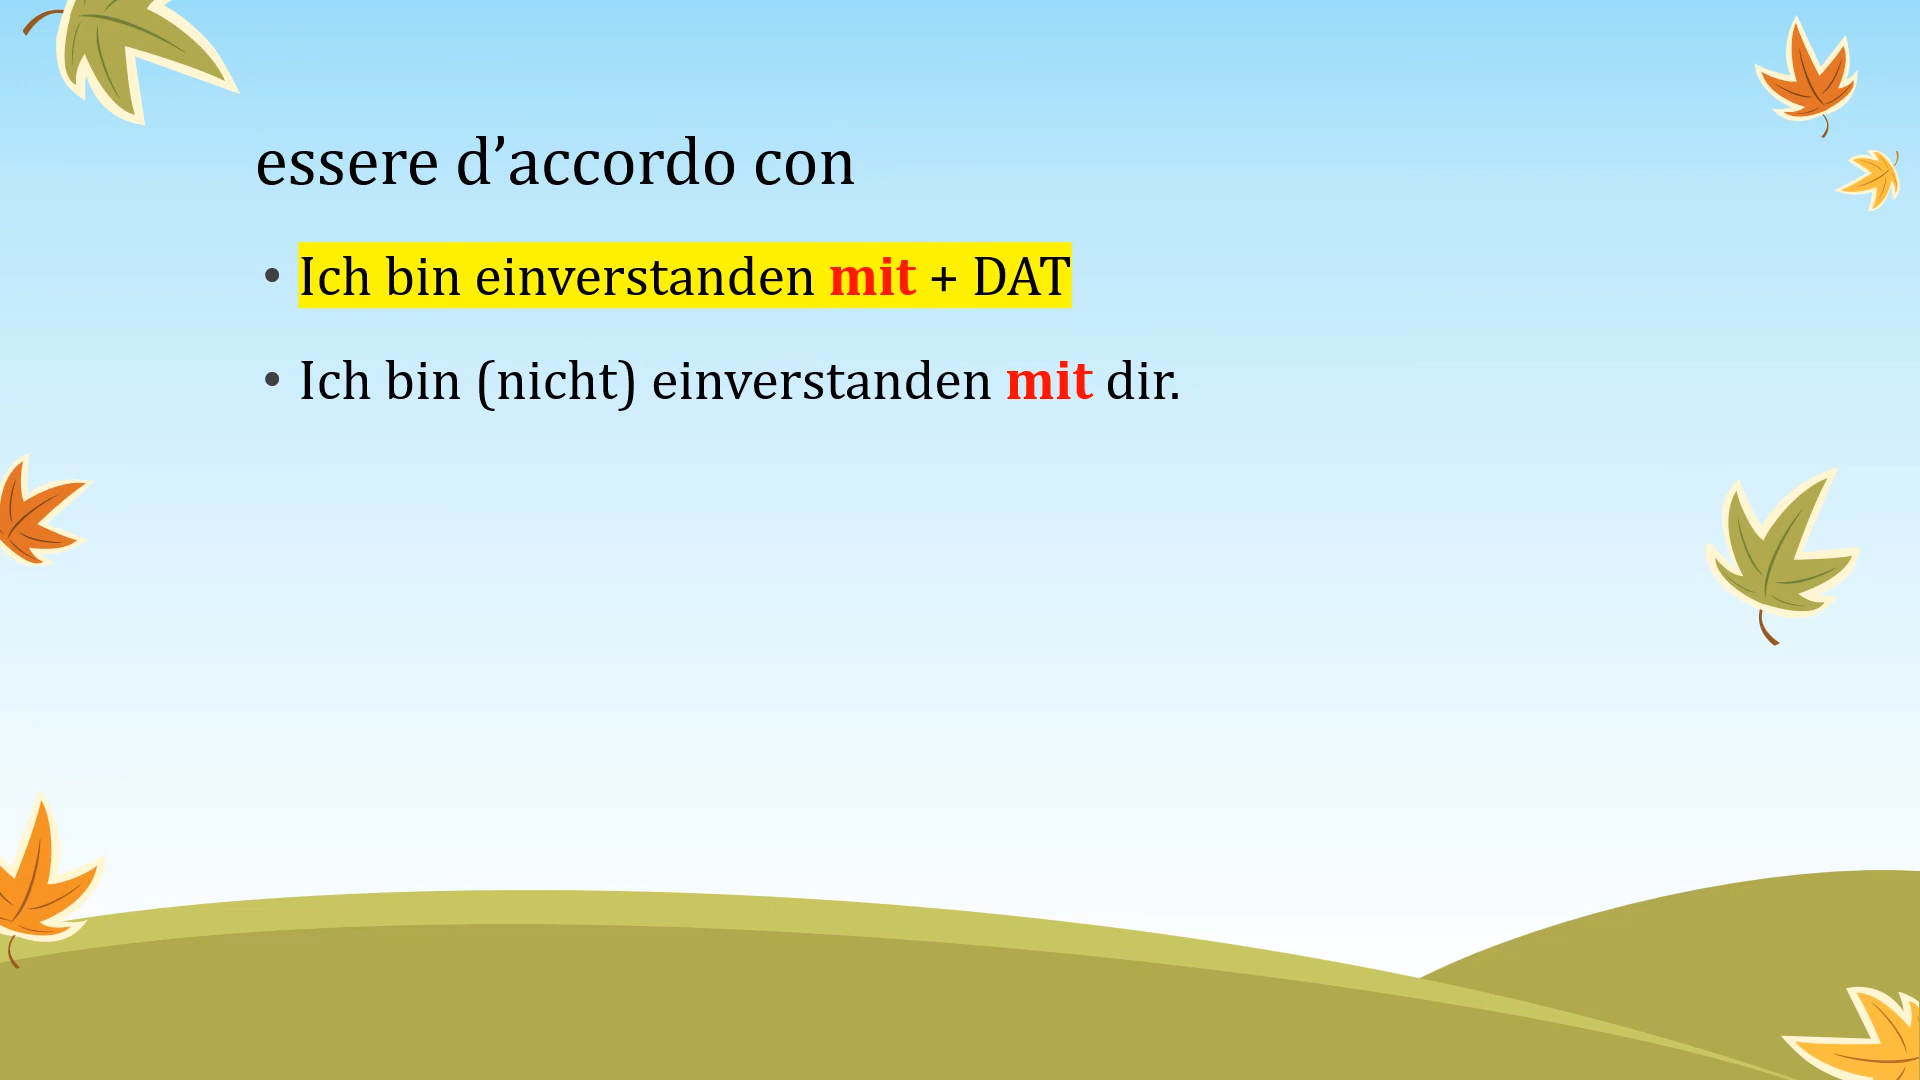 essere d’accordo con
• Ich bin einverstanden mit + DAT
• Ich bin (nicht) einverstanden mit dir.